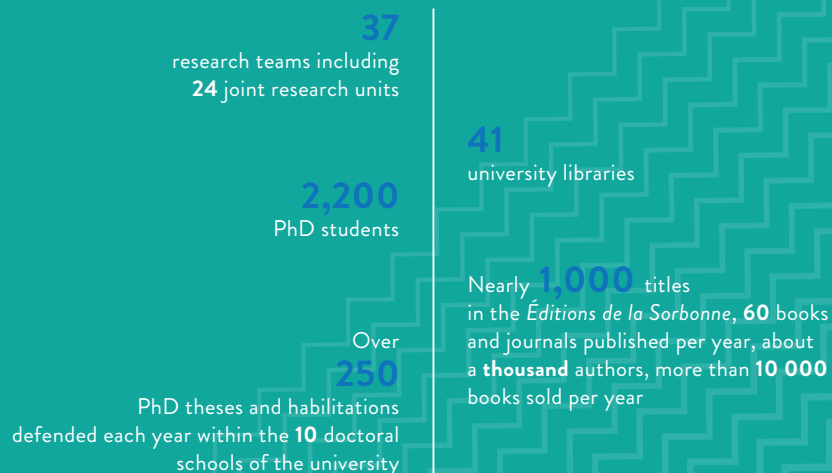 37
research teams including
24 joint research units
2,200
PhD students
Over
250
PhD theses and habilitations
defended each year within the 10 doctoral
schools of the university
41
university libraries
Nearly 1,000 titles
in the Éditions de la Sorbonne, 60 books
and journals published per year, about
a thousand authors, more than 10 000
books sold per year